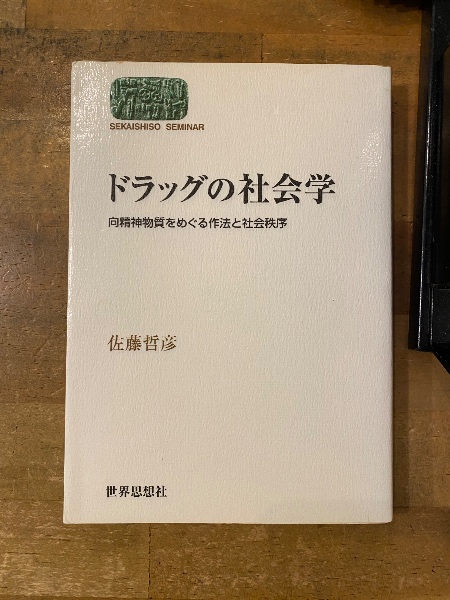 SEKAISHISO SEMINAR
ドラッグの社会学
向精神物質をめぐる作法と社会秩序
佐藤哲彦
世界思想社